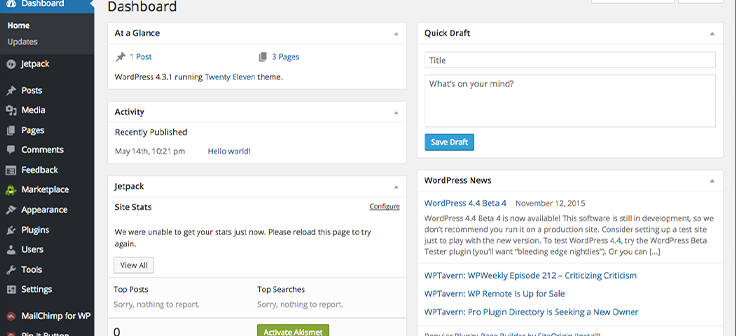 Dashboard
Home
Updates
Jetpack
Posts
Media
Pages
Comments
Feedback
Marketplace
Appearance
Plugins
Users
Tools
Settings
MailChimp for WP
Pin it Button
Dashboard
At a Glance
1 Post
3 Pages
WordPress 4.3.1 running Twenty Eleven theme.
Activity
Recently Published
May 14th, 10:21 pm Hello world!
Jetpack
Site Stats Configure
We were unable to get your stats just now. Please reload this page to try
again.
View All
Top Posts Top Searches
Sorry, nothing to report. Sorry, nothing to report.
0 Activate Akismet
Quick Draft
Title
What's on your mind?
Save Draft
WordPress News
WordPress 4.4 Beta 4 November 12, 2015
WordPress 4.4 Beta 4 is now available! This software is still in development, so we
don't recommend you run it on a production site. Consider setting up a test site
just to play with the new version. To test WordPress 4.4, try the WordPress Beta
Tester plugin (you'll want "bleeding edge nightlies"). Or you can […]
WPTavern: WPWeekly Episode 212 – Criticizing Criticism
WPTavern: WP Remote Is Up for Sale
WPTavern: Pro Plugin Directory is Seeking a New Owner
Popular Plugin: Page Builder by SiteOrigin (Install)